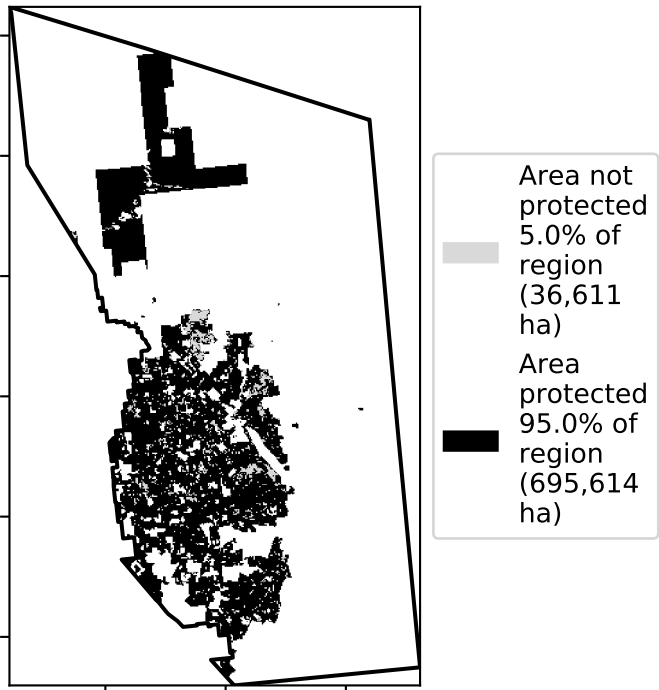 Area not
protected
5.0% of
region
(36,611
ha)
Area
protected
95.0% of
region
(695,614
ha)